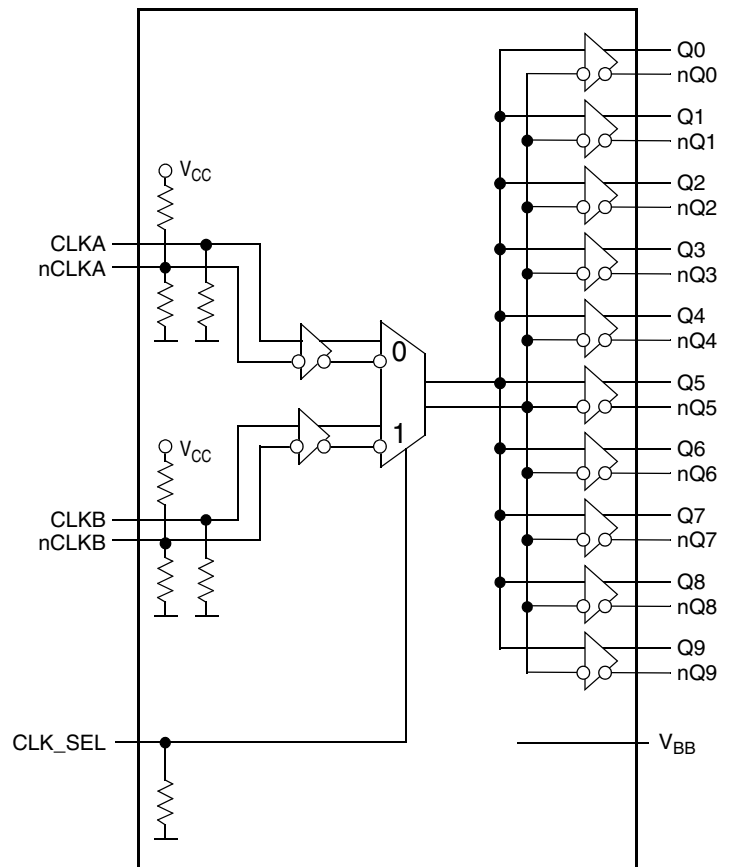 Q0
nQ0
Q1
nQ1
VCC
Q2
nQ2
CLKA
nCLKA
Q3
nQ3
Q4
nQ4
0
Q5
nQ5
1
VCC
Q6
nQ6
CLKB
nCLKB
Q7
nQ7
Q8
nQ8
Q9
nQ9
CLK_SEL
VBB